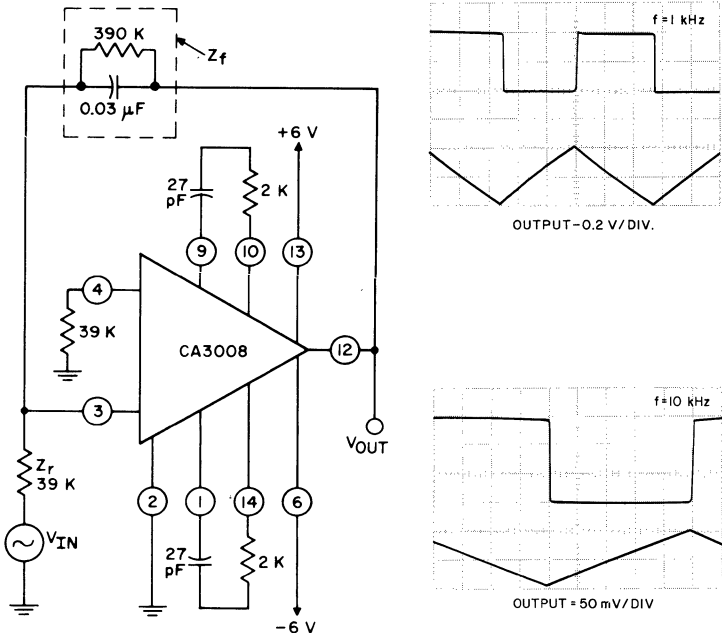 390 K
Zf
0.03 μF
+6 V
27
pF
2 K
9
10
13
4
39 K
CA3008
12
3
VOUT
Zr
39 K
2
1
14
6
VIN
27
pF
2 K
-6 V
f=1 kHz
OUTPUT-0.2 V/DIV.
f=10 kHz
OUTPUT = 50 mV/DIV